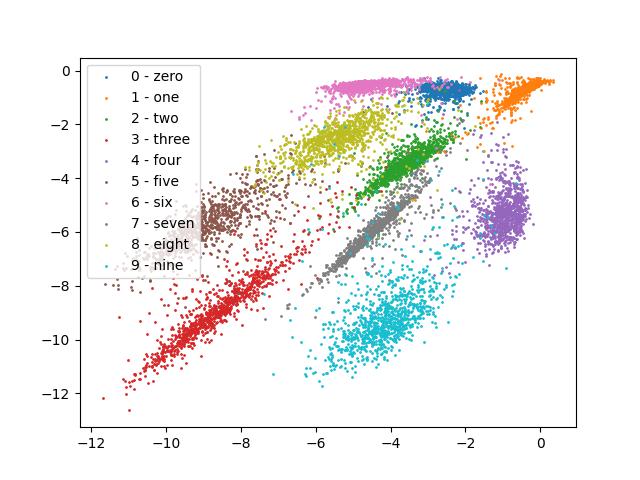 0
−2
−4
−6
−8
−10
−12
0 - zero
1 - one
2 - two
3 - three
4 - four
5 - five
6 - six
7 - seven
8 - eight
9 - nine
−12 −10 −8 −6 −4 −2 0